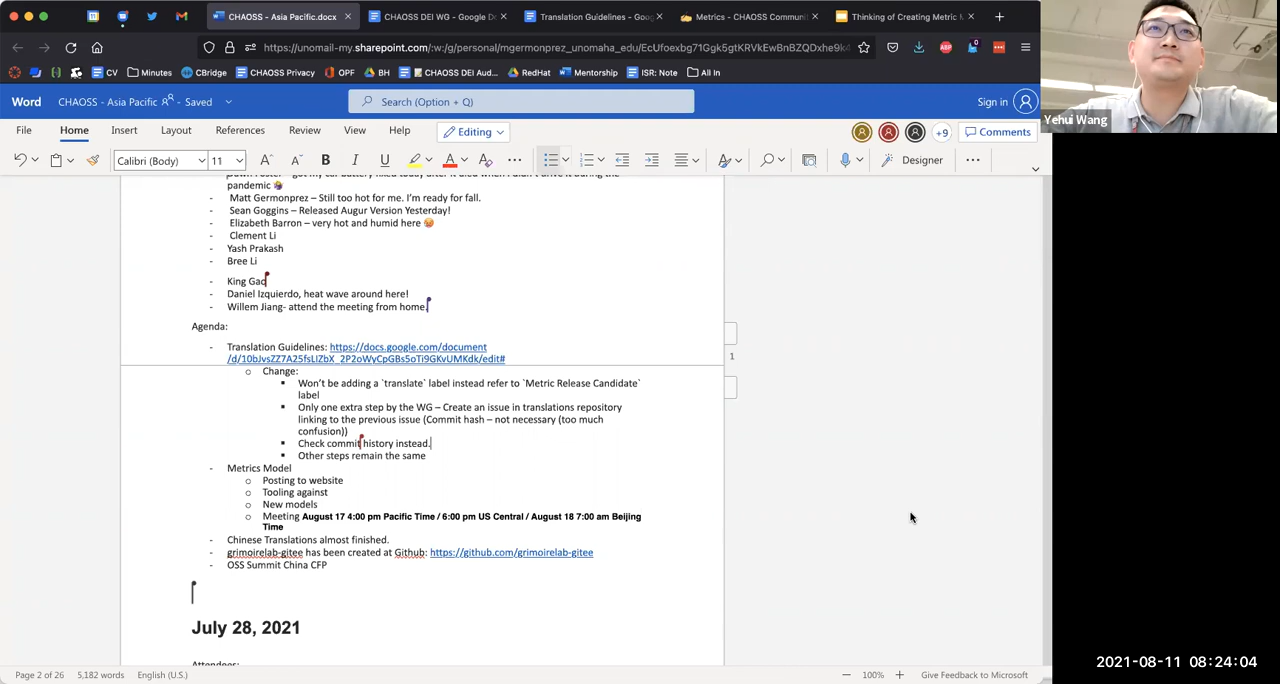 CHAOSS - Asia Pacific.docx
CHAOSS DEI WG - Google Do
Translation Guidelines - Goog
Metrics - CHAOSS Communi
Thinking of Creating Metric M
https://unomail-my.sharepoint.com/:w:/g/personal/mgermonprez_unomaha_edu/EcUfoexbg71Ggk5gtKRVkEwBnBZQDxhe9k4
CV
Minutes
CBridge
CHAOSS Privacy
OPF
BH
CHAOSS DEI Aud...
RedHat
Mentorship
ISR: Note
All In
Word
CHAOSS - Asia Pacific
- Saved
Search (Option + Q)
Sign in
File
Home
Insert
Layout
References
Review
View
Help
Editing
+9
Comments
Calibri (Body)
11
Designer
pandemic
- Matt Germonprez – Still too hot for me. I'm ready for fall.
- Sean Goggins – Released Augur Version Yesterday!
- Elizabeth Barron – very hot and humid here
- Clement Li
- Yash Prakash
- Bree Li
- King Gao
- Daniel Izquierdo, heat wave around here!
- Willem Jiang- attend the meeting from home.
Agenda:
- Translation Guidelines: https://docs.google.com/document
/d/10bJvsZZ7A25fsLIZbX_2P2oWyCpGBs5oTi9GKvUMKdk/edit#
o Change:
▪ Won't be adding a `translate` label instead refer to `Metric Release Candidate`
label
▪ Only one extra step by the WG – Create an issue in translations repository
linking to the previous issue (Commit hash – not necessary (too much
confusion))
▪ Check commit history instead.
▪ Other steps remain the same
- Metrics Model
o Posting to website
o Tooling against
o New models
o Meeting August 17 4:00 pm Pacific Time / 6:00 pm US Central / August 18 7:00 am Beijing
Time
- Chinese Translations almost finished.
- grimoirelab-gitee has been created at Github: https://github.com/grimoirelab-gitee
- OSS Summit China CFP
July 28, 2021
Attendees:
1
Page 2 of 26
5,182 words
English (U.S.)
100%
Give Feedback to Microsoft
Yehui Wang
2021-08-11 08:24:04